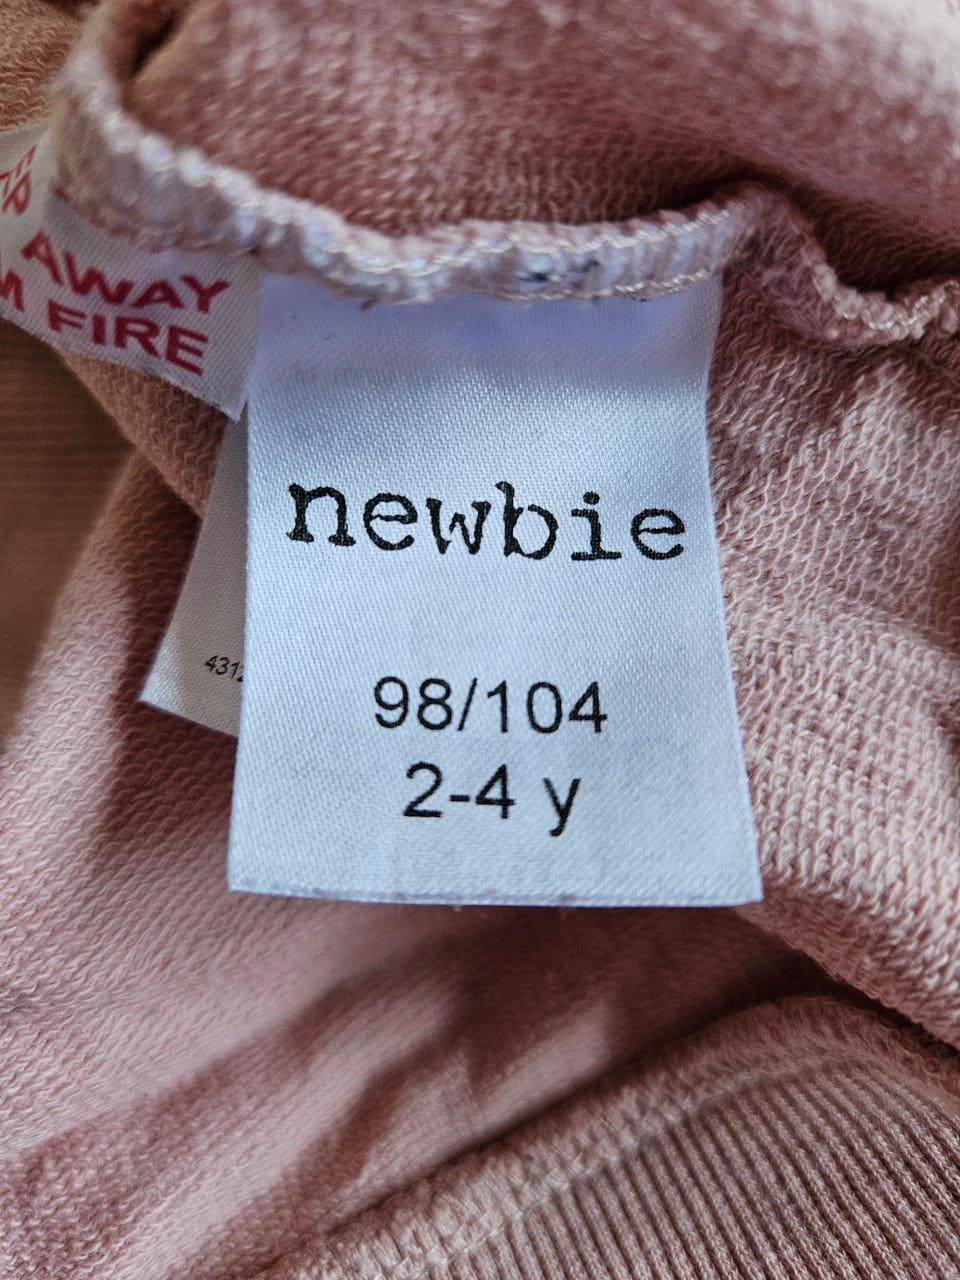 AWAY
FIRE
newbie
98/104
2-4 y